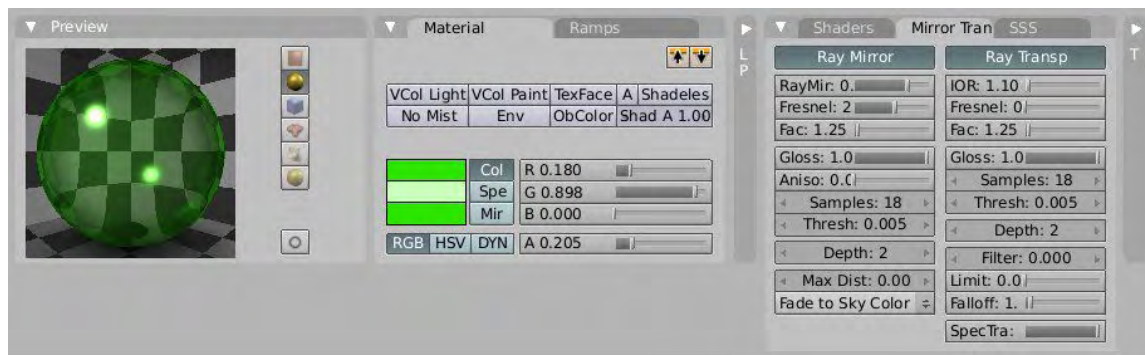 Preview
Material Ramps
L
P
VCol Light VCol Paint TexFace A Shadeles
No Mist Env ObColor Shad A 1.00
Col R 0.180
Spe G 0.898
Mir B 0.000
RGB HSV DYN A 0.205
Shaders Mirror Tran SSS
T
Ray Mirror
RayMir: 0.
Fresnel: 2
Fac: 1.25
Gloss: 1.0
Aniso: 0.0
Samples: 18
Thresh: 0.005
Depth: 2
Max Dist: 0.00
Fade to Sky Color
Ray Transp
IOR: 1.10
Fresnel: 0
Fac: 1.25
Gloss: 1.0
Samples: 18
Thresh: 0.005
Depth: 2
Filter: 0.000
Limit: 0.0
Falloff: 1.
SpecTra: